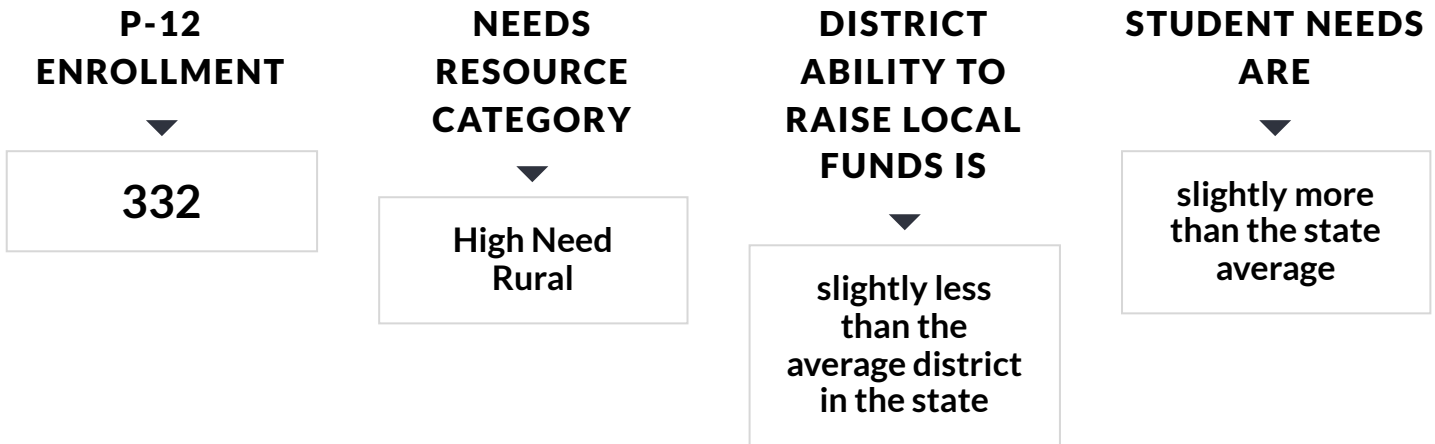 P-12
ENROLLMENT
332
NEEDS
RESOURCE
CATEGORY
High Need
Rural
DISTRICT
ABILITY TO
RAISE LOCAL
FUNDS IS
slightly less
than the
average district
in the state
STUDENT NEEDS
ARE
slightly more
than the state
average